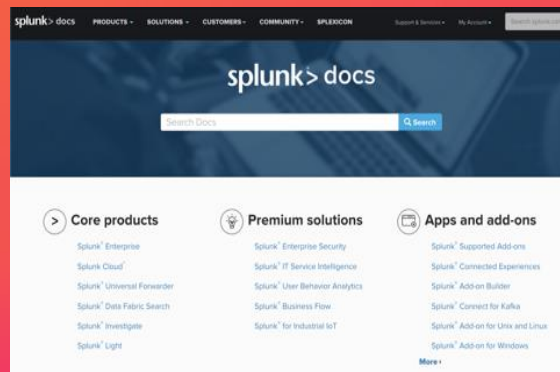 splunk> docs PRODUCTS SOLUTIONS CUSTOMERS COMMUNITY SPLEXICON Support & Services My Account Search splunk.com
splunk> docs
Search Docs Search
> Core products
Splunk® Enterprise
Splunk Cloud™
Splunk® Universal Forwarder
Splunk® Data Fabric Search
Splunk® Investigate
Splunk® Light
Premium solutions
Splunk® Enterprise Security
Splunk® IT Service Intelligence
Splunk® User Behavior Analytics
Splunk® Business Flow
Splunk® for Industrial IoT
Apps and add-ons
Splunk® Supported Add-ons
Splunk® Connected Experiences
Splunk® Add-on Builder
Splunk® Connect for Kafka
Splunk® Add-on for Unix and Linux
Splunk® Add-on for Windows
More ›